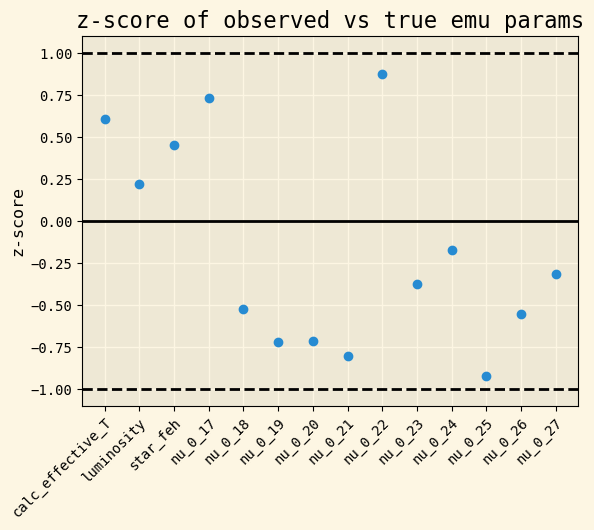 z-score of observed vs true emu params
z-score
1.00
0.75
0.50
0.25
0.00
−0.25
−0.50
−0.75
−1.00
calc_effective_T
luminosity
star_feh
nu_0_17
nu_0_18
nu_0_19
nu_0_20
nu_0_21
nu_0_22
nu_0_23
nu_0_24
nu_0_25
nu_0_26
nu_0_27